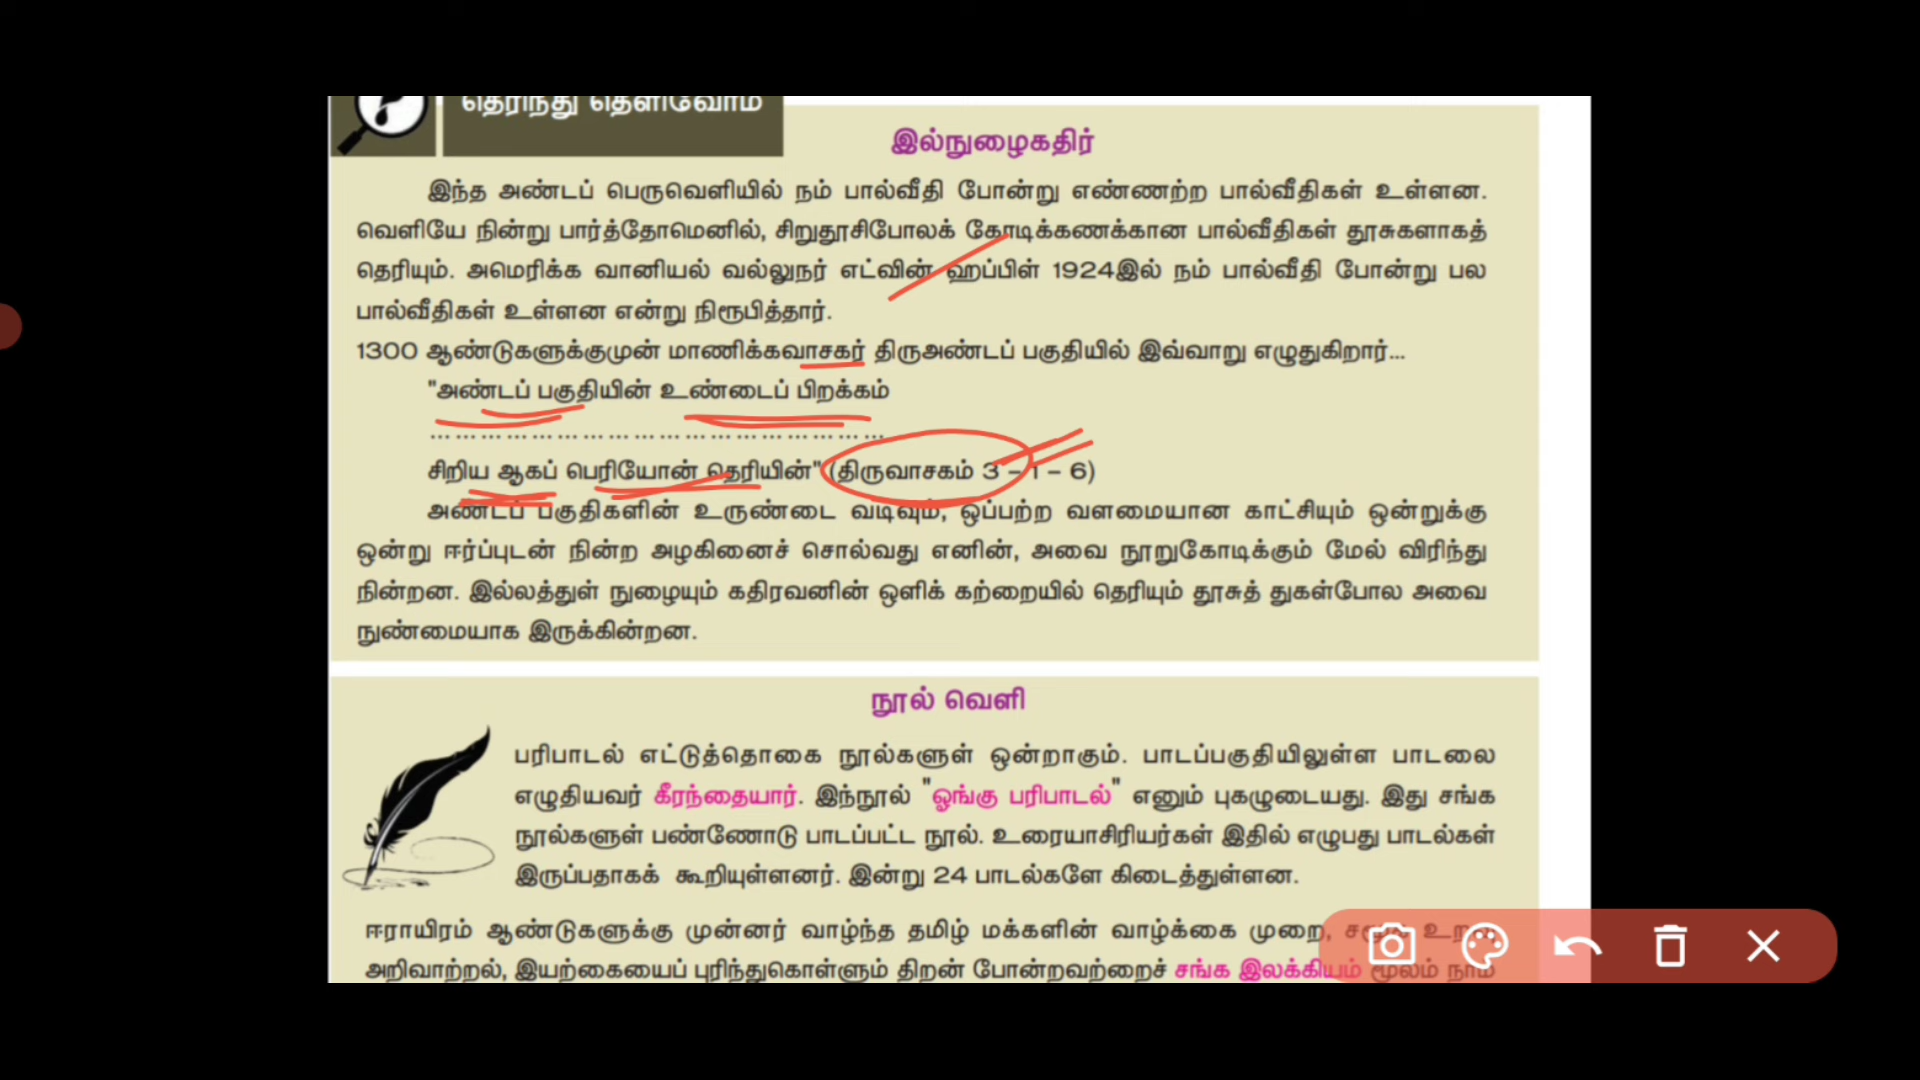 தெரிந்து தெளிவோம்
இல்நுழைகதிர்
இந்த அண்டப் பெருவெளியில் நம் பால்வீதி போன்று எண்ணற்ற பால்வீதிகள் உள்ளன.
வெளியே நின்று பார்த்தோமெனில், சிறுதூசிபோலக் கோடிக்கணக்கான பால்வீதிகள் தூசுகளாகத்
தெரியும். அமெரிக்க வானியல் வல்லுநர் எட்வின் ஹப்பிள் 1924இல் நம் பால்வீதி போன்று பல
பால்வீதிகள் உள்ளன என்று நிரூபித்தார்.
1300 ஆண்டுகளுக்குமுன் மாணிக்கவாசகர் திருஅண்டப் பகுதியில் இவ்வாறு எழுதுகிறார்...
"அண்டப் பகுதியின் உண்டைப் பிறக்கம்
... ... ... ... ... ... ... ... ... ... ... ... ... ... ... ... ... ...
சிறிய ஆகப் பெரியோன் தெரியின்" (திருவாசகம் 3 – 1 – 6)
அண்டப் பகுதிகளின் உருண்டை வடிவும், ஒப்பற்ற வளமையான காட்சியும் ஒன்றுக்கு
ஒன்று ஈர்ப்புடன் நின்ற அழகினைச் சொல்வது எனின், அவை நூறுகோடிக்கும் மேல் விரிந்து
நின்றன. இல்லத்துள் நுழையும் கதிரவனின் ஒளிக் கற்றையில் தெரியும் தூசுத் துகள்போல அவை
நுண்மையாக இருக்கின்றன.
நூல் வெளி
பரிபாடல் எட்டுத்தொகை நூல்களுள் ஒன்றாகும். பாடப்பகுதியிலுள்ள பாடலை
எழுதியவர் கீரந்தையார். இந்நூல் "ஓங்கு பரிபாடல்" எனும் புகழுடையது. இது சங்க
நூல்களுள் பண்ணோடு பாடப்பட்ட நூல். உரையாசிரியர்கள் இதில் எழுபது பாடல்கள்
இருப்பதாகக் கூறியுள்ளனர். இன்று 24 பாடல்களே கிடைத்துள்ளன.
ஈராயிரம் ஆண்டுகளுக்கு முன்னர் வாழ்ந்த தமிழ் மக்களின் வாழ்க்கை முறை, சமூக உறவு,
அறிவாற்றல், இயற்கையைப் புரிந்துகொள்ளும் திறன் போன்றவற்றைச் சங்க இலக்கியம் மூலம் நாம்